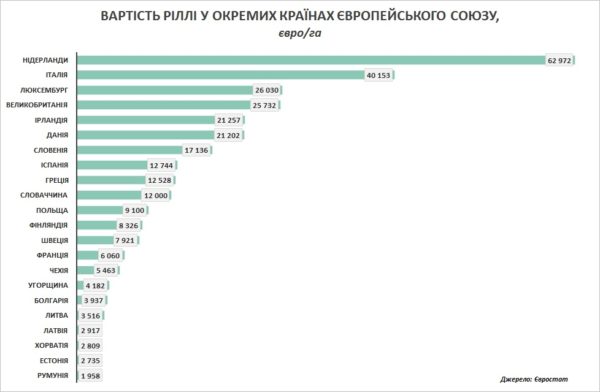 ВАРТІСТЬ РІЛЛІ У ОКРЕМИХ КРАЇНАХ ЄВРОПЕЙСЬКОГО СОЮЗУ,
євро/га
НІДЕРЛАНДИ 62 972
ІТАЛІЯ 40 153
ЛЮКСЕМБУРГ 26 030
ВЕЛИКОБРИТАНІЯ 25 732
ІРЛАНДІЯ 21 257
ДАНІЯ 21 202
СЛОВЕНІЯ 17 136
ІСПАНІЯ 12 744
ГРЕЦІЯ 12 528
СЛОВАЧЧИНА 12 000
ПОЛЬЩА 9 100
ФІНЛЯНДІЯ 8 326
ШВЕЦІЯ 7 921
ФРАНЦІЯ 6 060
ЧЕХІЯ 5 463
УГОРЩИНА 4 182
БОЛГАРІЯ 3 937
ЛИТВА 3 516
ЛАТВІЯ 2 917
ХОРВАТІЯ 2 809
ЕСТОНІЯ 2 735
РУМУНІЯ 1 958
Джерело: Євростат